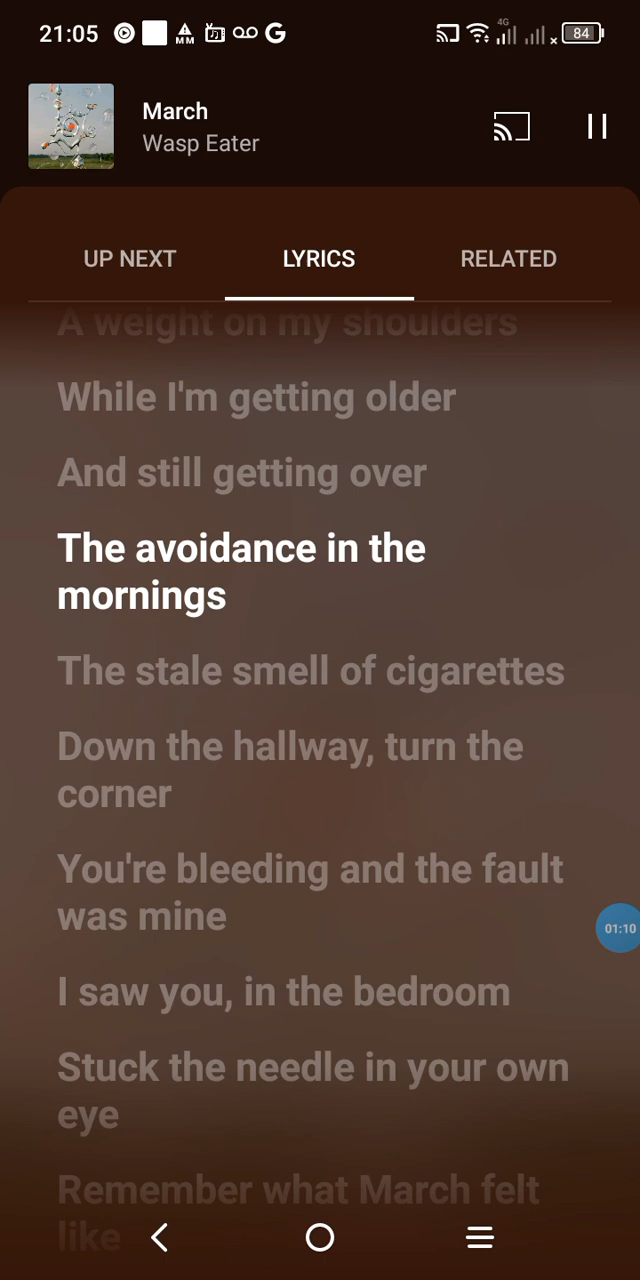 21:05
MM
4G
84
March
Wasp Eater
UP NEXT
LYRICS
RELATED
A weight on my shoulders
While I'm getting older
And still getting over
The avoidance in the
mornings
The stale smell of cigarettes
Down the hallway, turn the
corner
You're bleeding and the fault
was mine
01:10
I saw you, in the bedroom
Stuck the needle in your own
eye
Remember what March felt
like